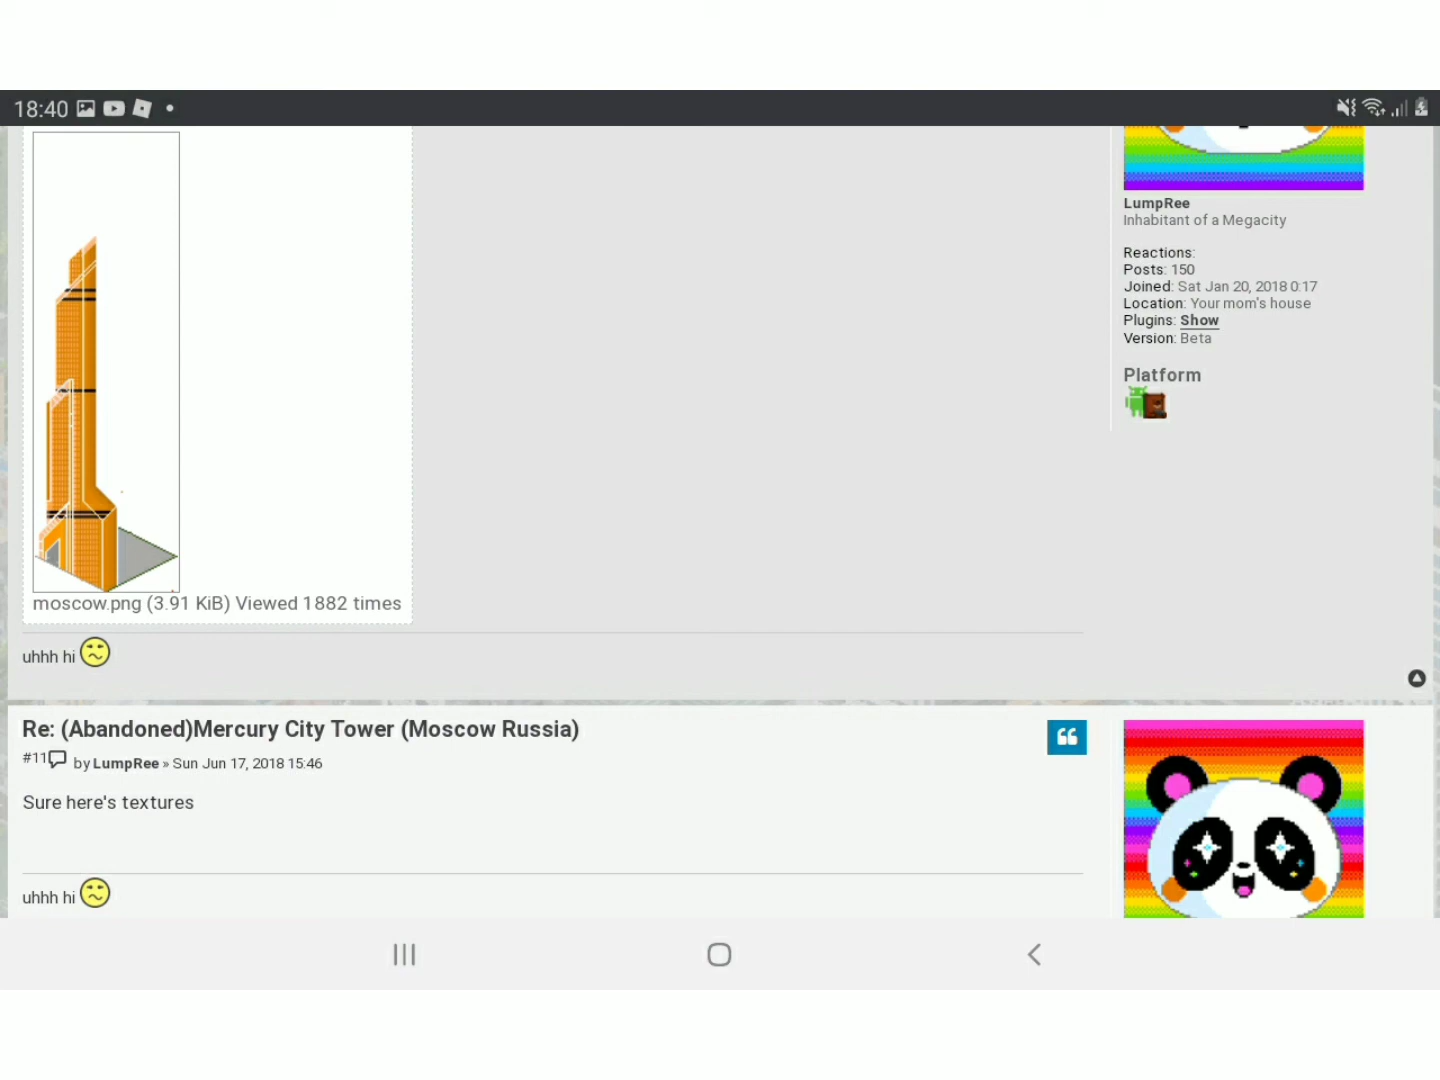 18:40
LumpRee
Inhabitant of a Megacity
Reactions:
Posts: 150
Joined: Sat Jan 20, 2018 0:17
Location: Your mom's house
Plugins: Show
Version: Beta
Platform
moscow.png (3.91 KiB) Viewed 1882 times
uhhh hi
Re: (Abandoned)Mercury City Tower (Moscow Russia)
#11 by LumpRee » Sun Jun 17, 2018 15:46
Sure here's textures
uhhh hi